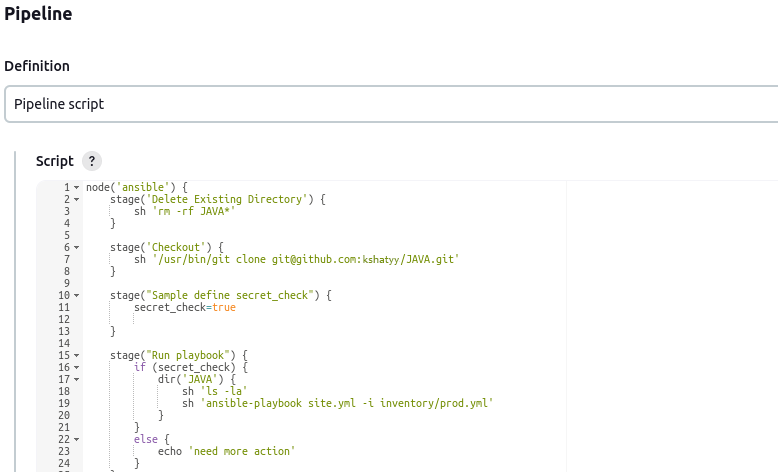 Pipeline
Definition
Pipeline script
Script ?
1 node('ansible') {
2     stage('Delete Existing Directory') {
3         sh 'rm -rf JAVA*'
4     }
5
6     stage('Checkout') {
7         sh '/usr/bin/git clone git@github.com:kshatyy/JAVA.git'
8     }
9
10     stage("Sample define secret_check") {
11         secret_check=true
12
13     }
14
15     stage("Run playbook") {
16         if (secret_check) {
17             dir('JAVA') {
18                 sh 'ls -la'
19                 sh 'ansible-playbook site.yml -i inventory/prod.yml'
20             }
21         }
22         else {
23             echo 'need more action'
24         }